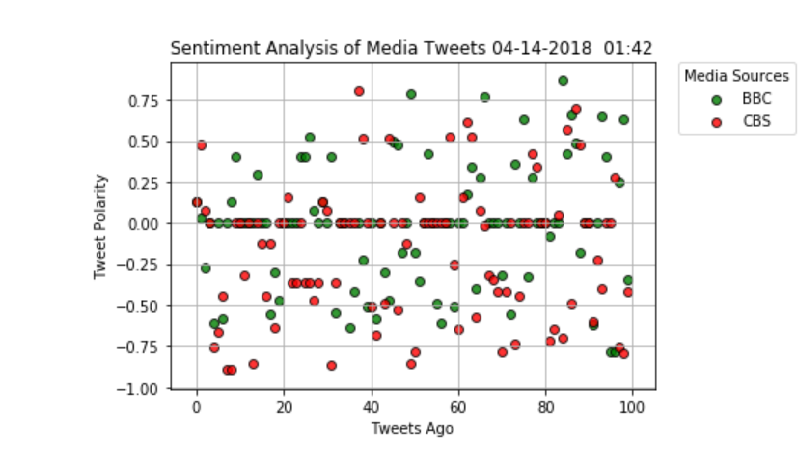 Sentiment Analysis of Media Tweets 04-14-2018  01:42
Media Sources
BBC
CBS
0.75
0.50
0.25
0.00
−0.25
−0.50
−0.75
−1.00
Tweet Polarity
0 20 40 60 80 100
Tweets Ago